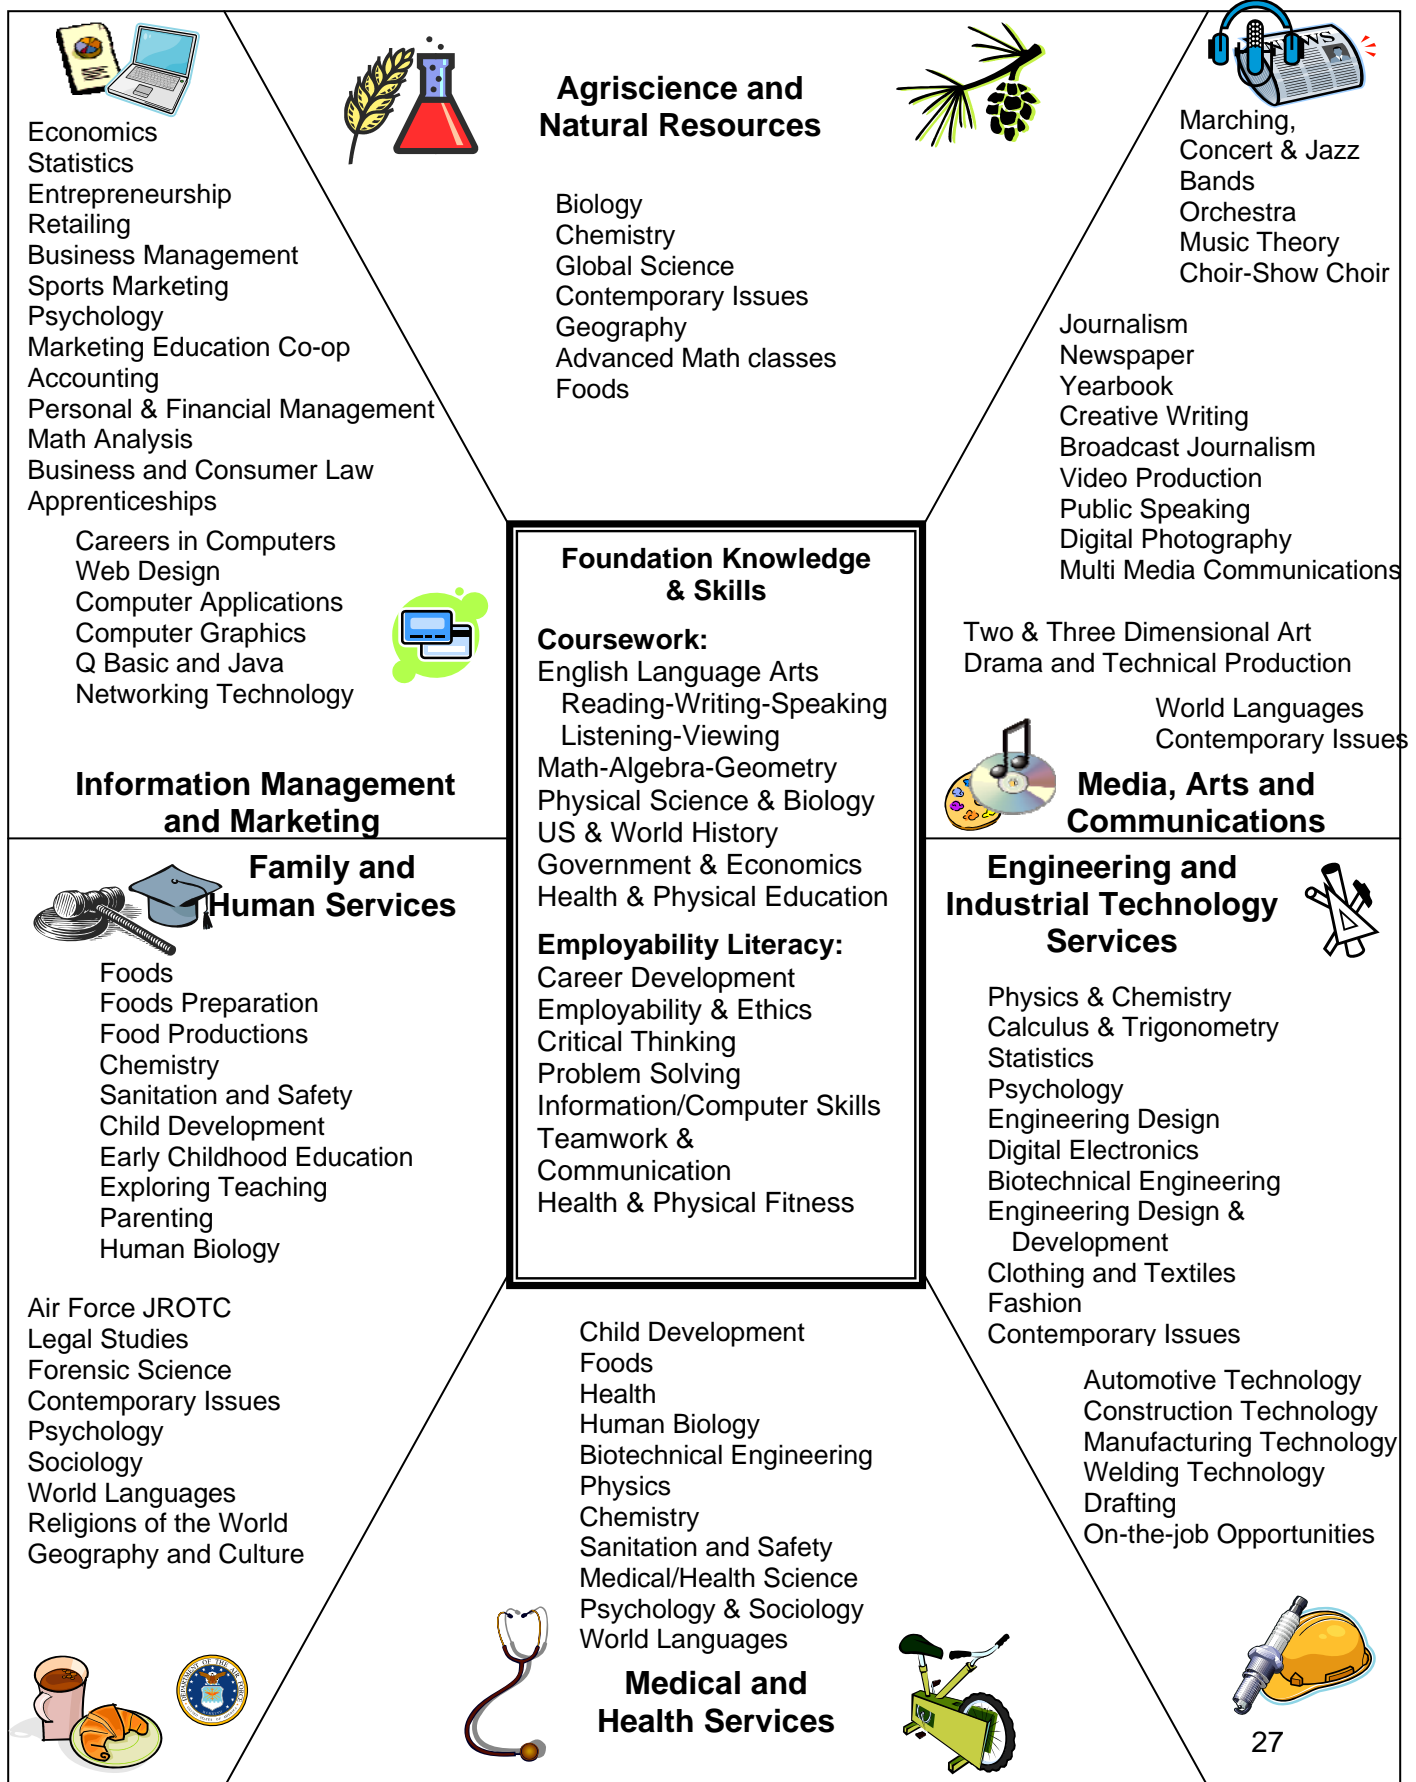 Economics
Statistics
Entrepreneurship
Retailing
Business Management
Sports Marketing
Psychology
Marketing Education Co-op
Accounting
Personal & Financial Management
Math Analysis
Business and Consumer Law
Apprenticeships
Careers in Computers
Web Design
Computer Applications
Computer Graphics
Q Basic and Java
Networking Technology
Information Management
and Marketing
Agriscience and
Natural Resources
Biology
Chemistry
Global Science
Contemporary Issues
Geography
Advanced Math classes
Foods
NEWS
Marching,
Concert & Jazz
Bands
Orchestra
Music Theory
Choir-Show Choir
Journalism
Newspaper
Yearbook
Creative Writing
Broadcast Journalism
Video Production
Public Speaking
Digital Photography
Multi Media Communications
Two & Three Dimensional Art
Drama and Technical Production
World Languages
Contemporary Issues
Media, Arts and
Communications
Foundation Knowledge
& Skills
Coursework:
English Language Arts
Reading-Writing-Speaking
Listening-Viewing
Math-Algebra-Geometry
Physical Science & Biology
US & World History
Government & Economics
Health & Physical Education
Employability Literacy:
Career Development
Employability & Ethics
Critical Thinking
Problem Solving
Information/Computer Skills
Teamwork &
Communication
Health & Physical Fitness
Family and
Human Services
Foods
Foods Preparation
Food Productions
Chemistry
Sanitation and Safety
Child Development
Early Childhood Education
Exploring Teaching
Parenting
Human Biology
Air Force JROTC
Legal Studies
Forensic Science
Contemporary Issues
Psychology
Sociology
World Languages
Religions of the World
Geography and Culture
Engineering and
Industrial Technology
Services
Physics & Chemistry
Calculus & Trigonometry
Statistics
Psychology
Engineering Design
Digital Electronics
Biotechnical Engineering
Engineering Design &
Development
Clothing and Textiles
Fashion
Contemporary Issues
Automotive Technology
Construction Technology
Manufacturing Technology
Welding Technology
Drafting
On-the-job Opportunities
Child Development
Foods
Health
Human Biology
Biotechnical Engineering
Physics
Chemistry
Sanitation and Safety
Medical/Health Science
Psychology & Sociology
World Languages
Medical and
Health Services
DEPARTMENT OF THE AIR FORCE
27